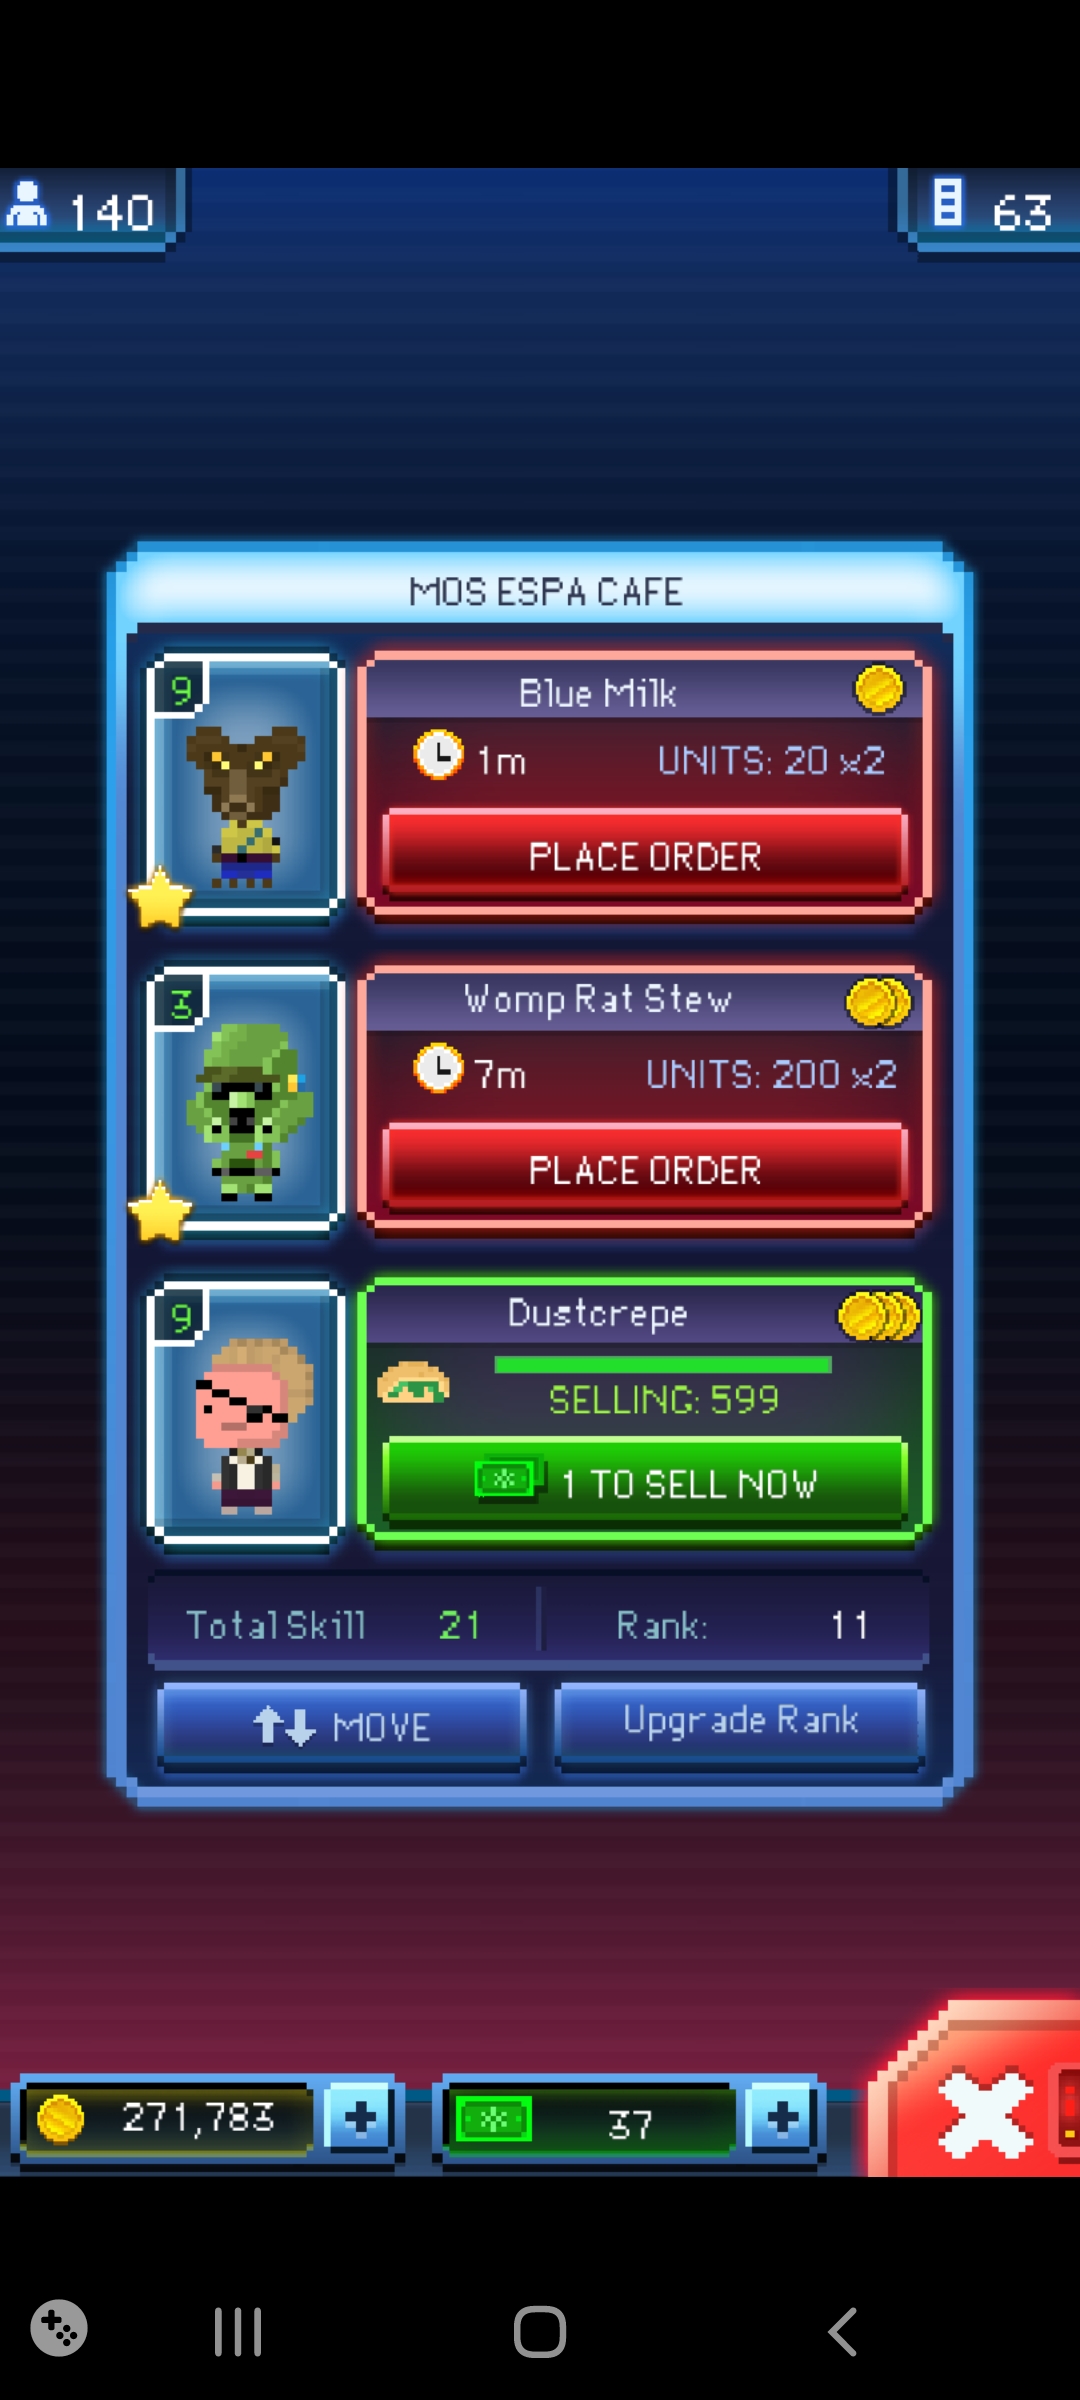 140
63
MOS ESPA CAFE
9
Blue Milk
1m
UNITS: 20 x2
PLACE ORDER
3
Womp Rat Stew
7m
UNITS: 200 x2
PLACE ORDER
9
Dustcrepe
SELLING: 599
1 TO SELL NOW
Total Skill 21
Rank: 11
MOVE
Upgrade Rank
271,783
37